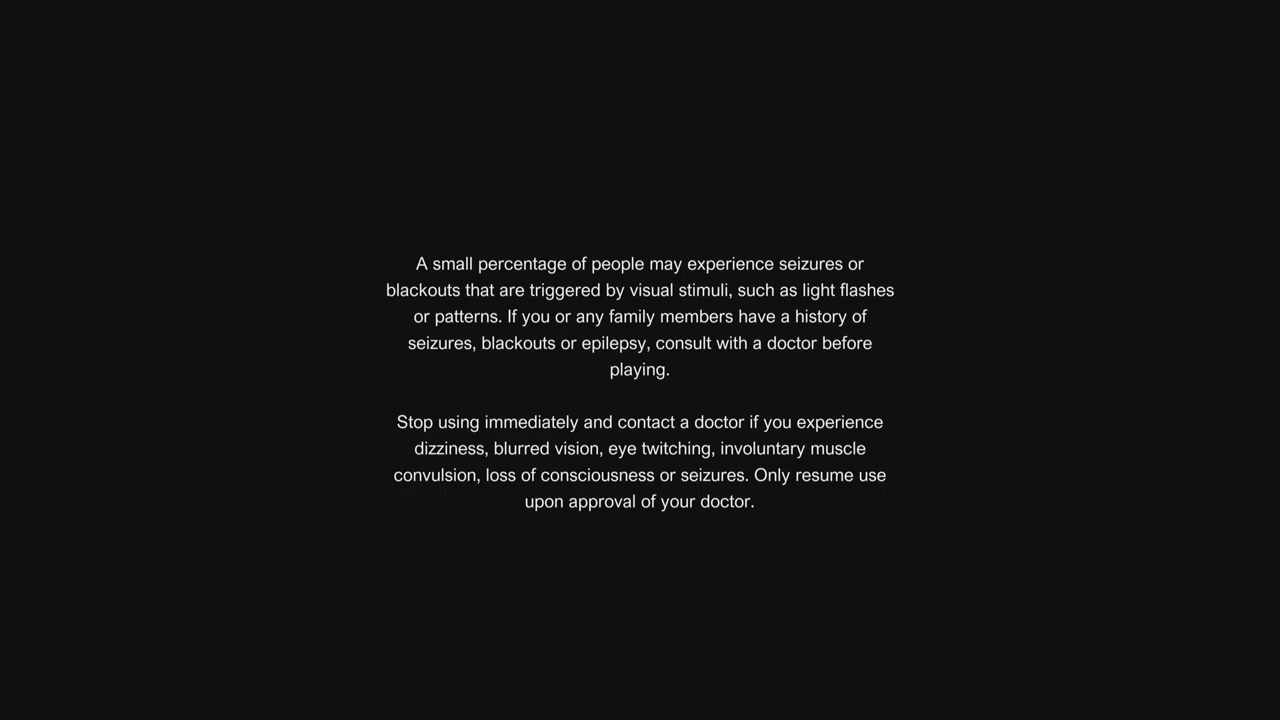 A small percentage of people may experience seizures or
blackouts that are triggered by visual stimuli, such as light flashes
or patterns. If you or any family members have a history of
seizures, blackouts or epilepsy, consult with a doctor before
playing.
Stop using immediately and contact a doctor if you experience
dizziness, blurred vision, eye twitching, involuntary muscle
convulsion, loss of consciousness or seizures. Only resume use
upon approval of your doctor.